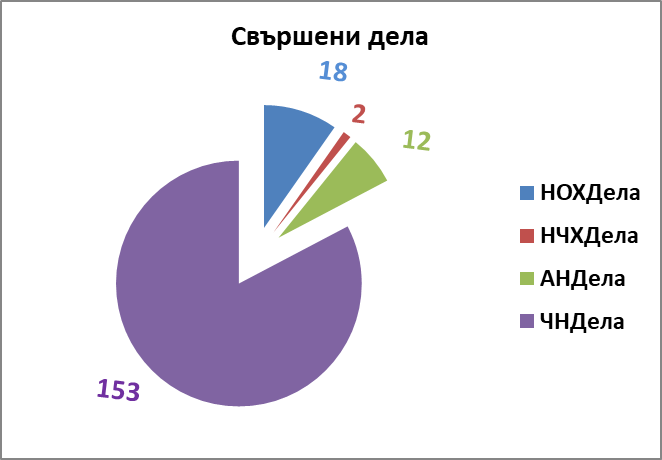 Свършени дела
18
2
12
153
НОХДела
НЧХДела
АНДела
ЧНДела